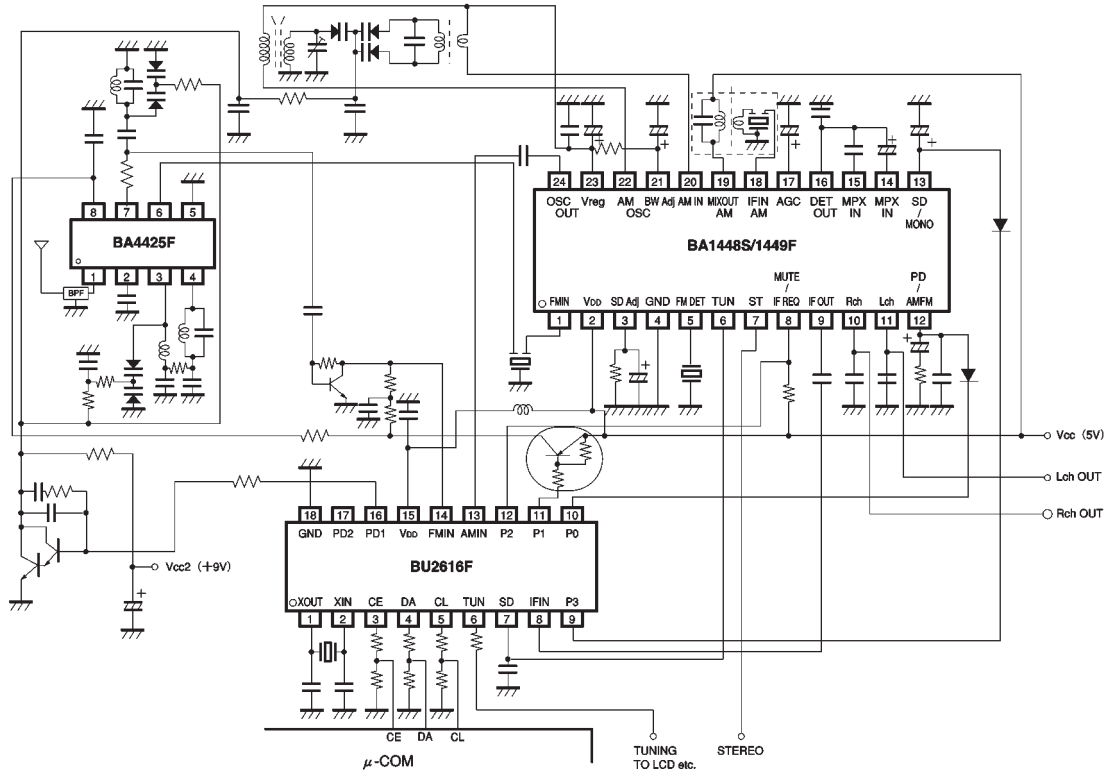 24 23 22 21 20 19 18 17 16 15 14 13
OSC OUT Vreg AM OSC BW Adj AM IN MIXOUT AM IFIN AM AGC DET OUT MPX IN MPX IN SD / MONO
BA1448S/1449F
FMIN VDD SD Adj GND FM DET TUN ST MUTE / IF REQ IF OUT Rch Lch PD / AMFM
1 2 3 4 5 6 7 8 9 10 11 12
8 7 6 5
BA4425F
1 2 3 4
BPF
+
+
+
+
+
+
+
Vcc (5V)
Lch OUT
Rch OUT
Vcc2 (+9V)
+
18 17 16 15 14 13 12 11 10
GND PD2 PD1 VDD FMIN AMIN P2 P1 P0
BU2616F
XOUT XIN CE DA CL TUN SD IFIN P3
1 2 3 4 5 6 7 8 9
CE DA CL
μ-COM
TUNING
TO LCD etc.
STEREO